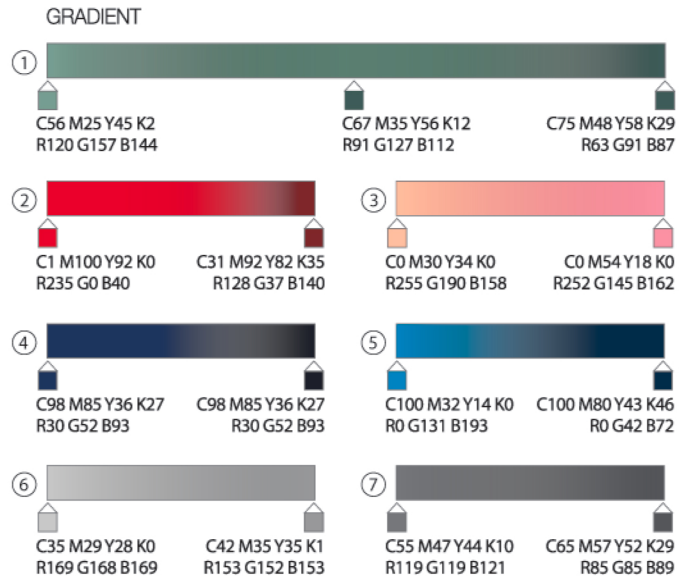 GRADIENT
①
C56 M25 Y45 K2
R120 G157 B144
C67 M35 Y56 K12
R91 G127 B112
C75 M48 Y58 K29
R63 G91 B87
②
C1 M100 Y92 K0
R235 G0 B40
C31 M92 Y82 K35
R128 G37 B140
③
C0 M30 Y34 K0
R255 G190 B158
C0 M54 Y18 K0
R252 G145 B162
④
C98 M85 Y36 K27
R30 G52 B93
C98 M85 Y36 K27
R30 G52 B93
⑤
C100 M32 Y14 K0
R0 G131 B193
C100 M80 Y43 K46
R0 G42 B72
⑥
C35 M29 Y28 K0
R169 G168 B169
C42 M35 Y35 K1
R153 G152 B153
⑦
C55 M47 Y44 K10
R119 G119 B121
C65 M57 Y52 K29
R85 G85 B89